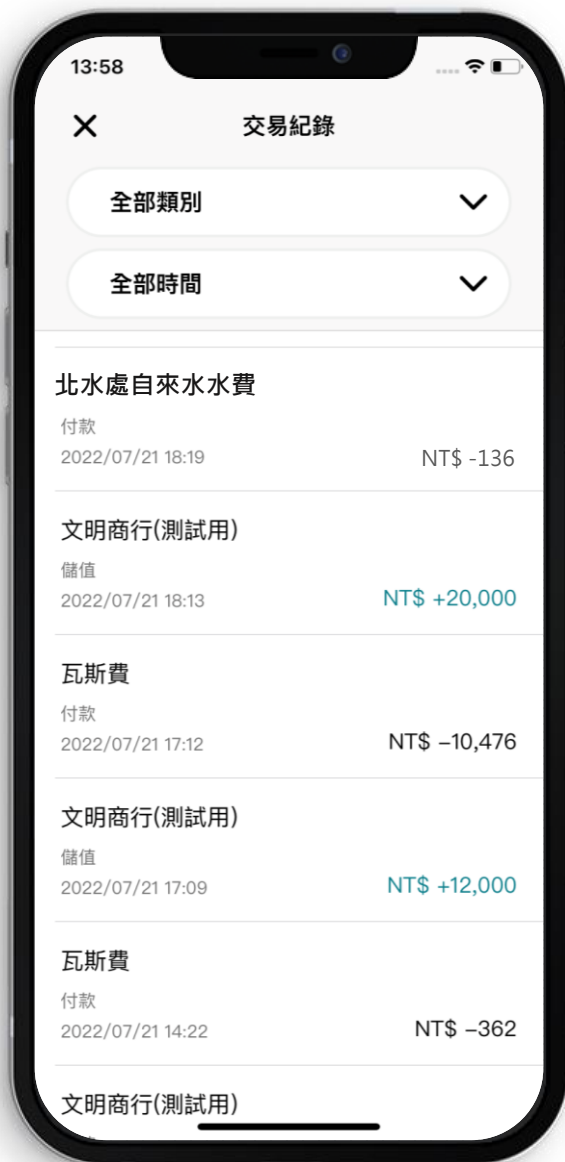 13:58
交易紀錄
全部類別
全部時間
北水處自來水水費
付款
2022/07/21 18:19
NT$ -136
文明商行(測試用)
儲值
2022/07/21 18:13
NT$ +20,000
瓦斯費
付款
2022/07/21 17:12
NT$ −10,476
文明商行(測試用)
儲值
2022/07/21 17:09
NT$ +12,000
瓦斯費
付款
2022/07/21 14:22
NT$ −362
文明商行(測試用)